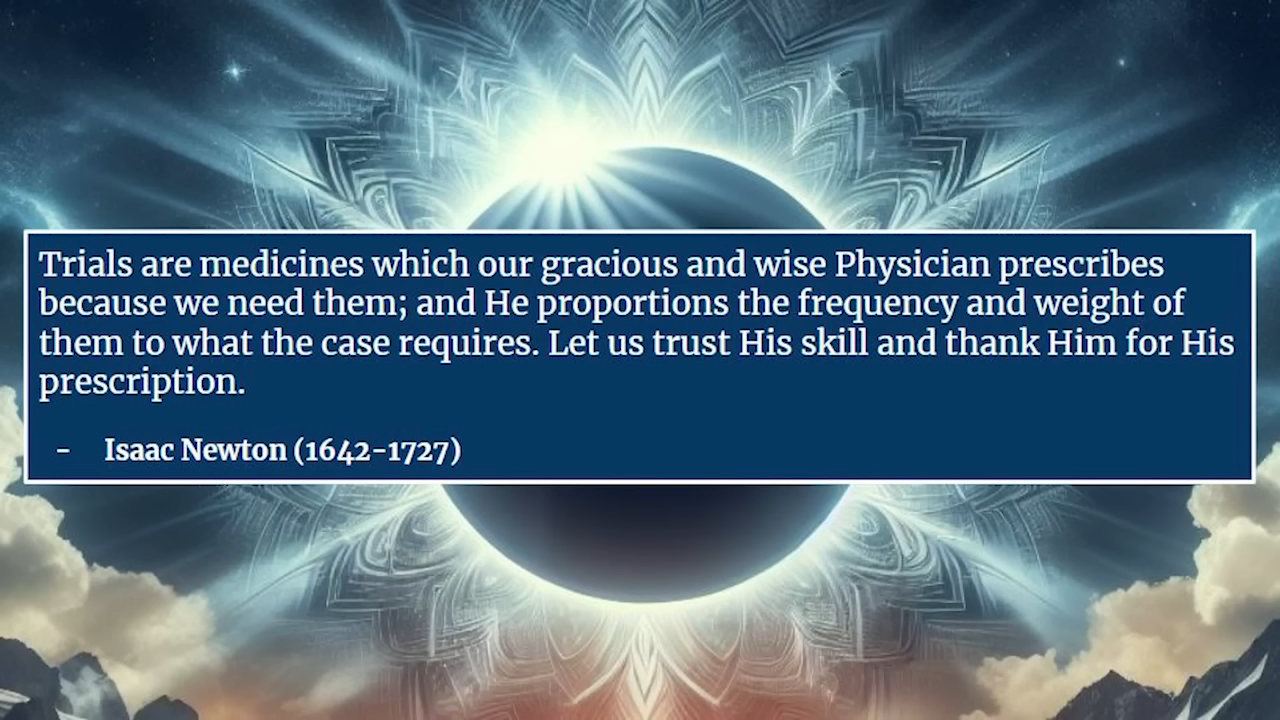 Trials are medicines which our gracious and wise Physician prescribes
because we need them; and He proportions the frequency and weight of
them to what the case requires. Let us trust His skill and thank Him for His
prescription.
- Isaac Newton (1642-1727)